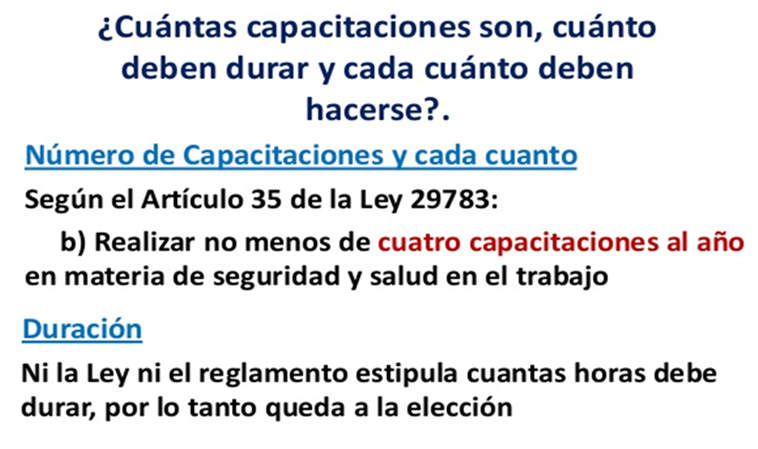 ¿Cuántas capacitaciones son, cuánto
deben durar y cada cuánto deben
hacerse?.
Número de Capacitaciones y cada cuanto
Según el Artículo 35 de la Ley 29783:
b) Realizar no menos de cuatro capacitaciones al año
en materia de seguridad y salud en el trabajo
Duración
Ni la Ley ni el reglamento estipula cuantas horas debe
durar, por lo tanto queda a la elección